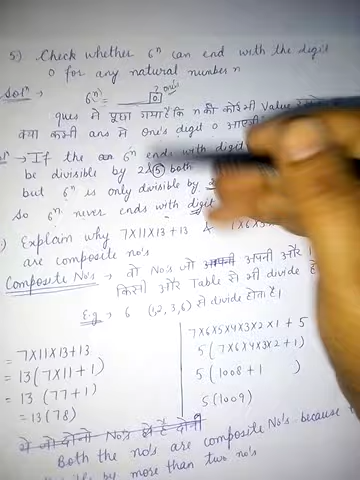 5) Check whether 6ⁿ can end with the digit
0 for any natural number n
Solⁿ → 6ⁿ = 0 one's
ques में पूछा गया है कि n की कोई भी Value
क्या कभी ans में one's digit 0 आएगी
→ If the 6ⁿ ends with digit
be divisible by 2 & 5 both
but 6ⁿ is only divisible by
so 6ⁿ never ends with digit
Explain why 7×11×13+13 &
are composite no's
Composite No's → वो No's जो अपनी और
किसी और Table से भी divide
E.g → 6 (1,2,3,6) से divide होता है।
= 7×11×13+13
= 13(7×11+1)
= 13 (77+1)
= 13(78)
7×6×5×4×3×2×1 + 5
5(7×6×4×3×2+1)
5(1008+1 )
5(1009)
Both the no's are composite No's because
by more than two no's